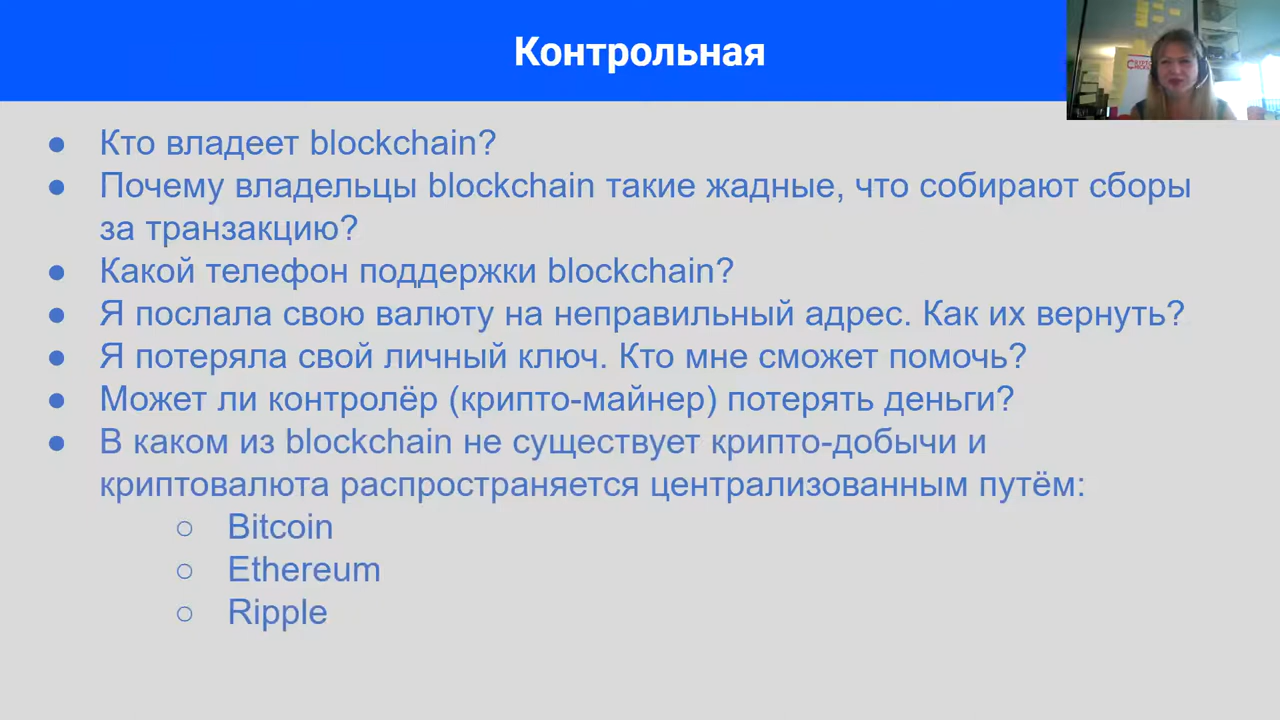 Контрольная
● Кто владеет blockchain?
● Почему владельцы blockchain такие жадные, что собирают сборы
за транзакцию?
● Какой телефон поддержки blockchain?
● Я послала свою валюту на неправильный адрес. Как их вернуть?
● Я потеряла свой личный ключ. Кто мне сможет помочь?
● Может ли контролёр (крипто-майнер) потерять деньги?
● В каком из blockchain не существует крипто-добычи и
криптовалюта распространяется централизованным путём:
○ Bitcoin
○ Ethereum
○ Ripple